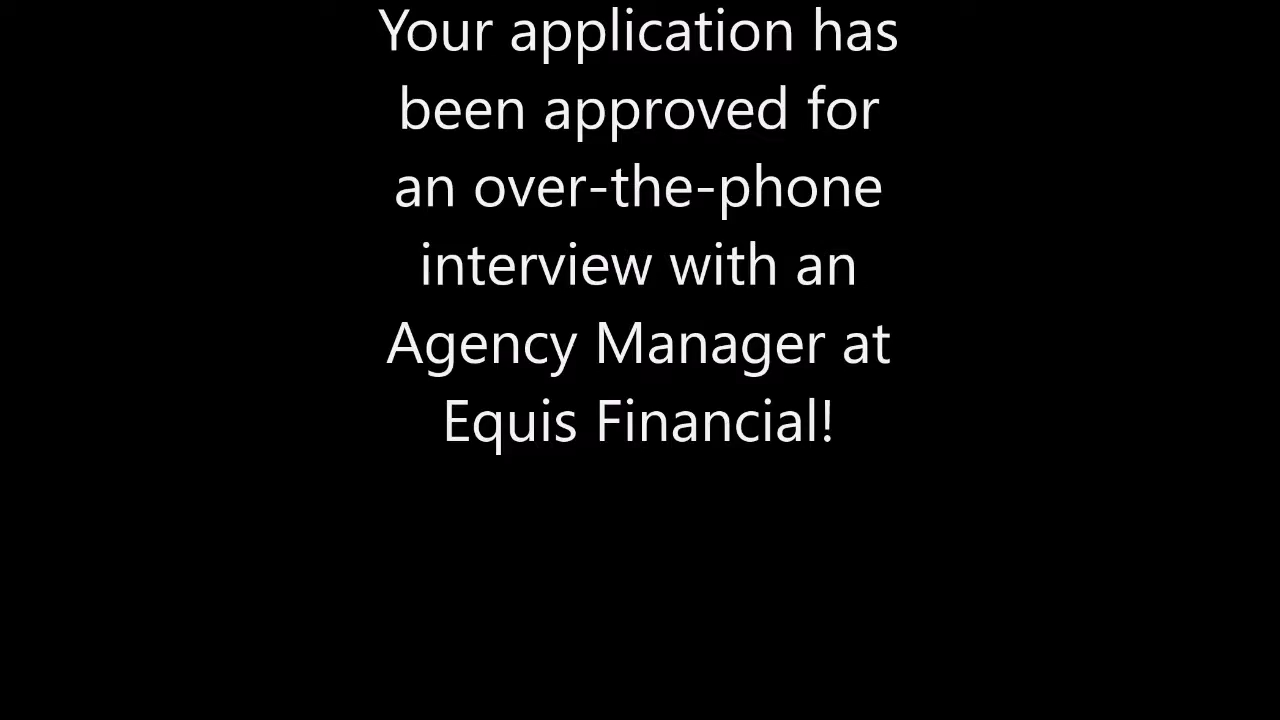 Your application has
been approved for
an over-the-phone
interview with an
Agency Manager at
Equis Financial!